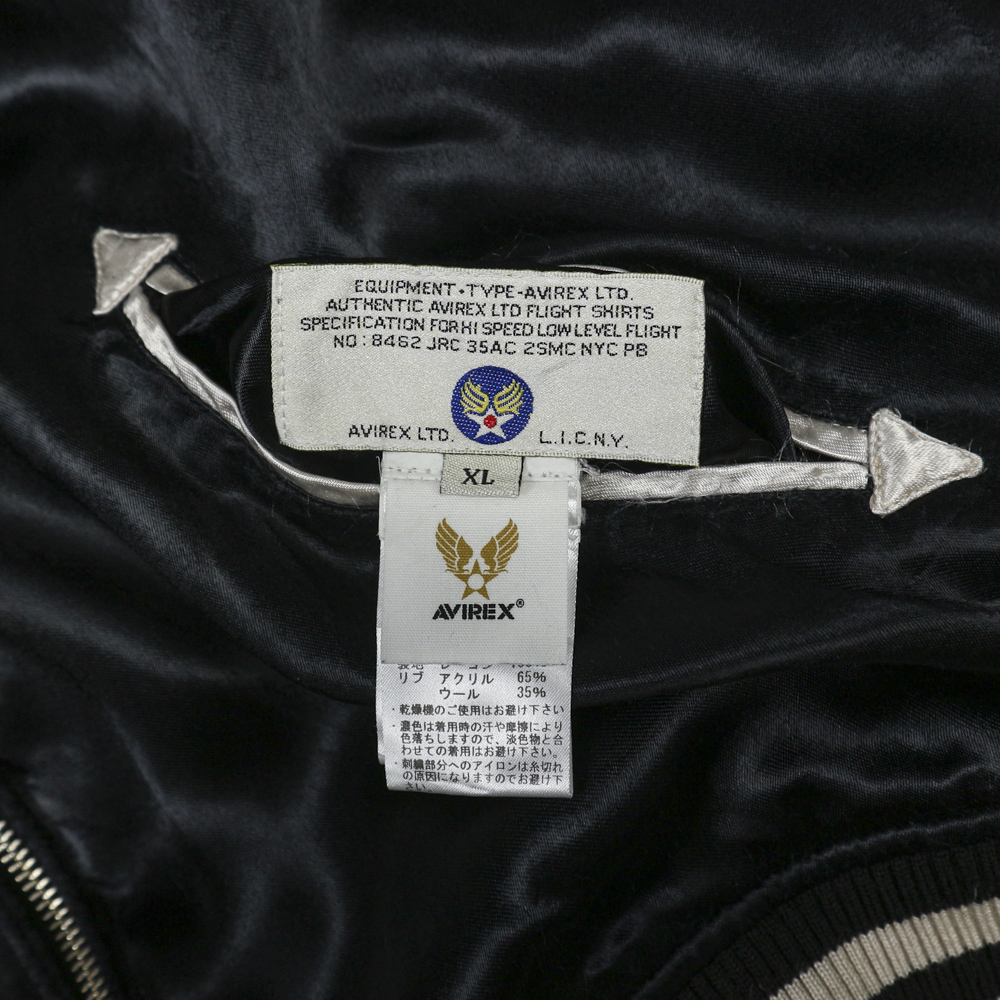 EQUIPMENT・TYPE-AVIREX LTD.
AUTHENTIC AVIREX LTD FLIGHT SHIRTS
SPECIFICATION FOR HI SPEED LOW LEVEL FLIGHT
NO:8462 JRC 35AC 2SMC NYC PB
AVIREX LTD. L.I.C.N.Y.
XL
AVIREX®
リブ アクリル 65%
ウール 35%
・乾燥機のご使用はお避け下さい
・濃色は着用時の汗や摩擦により
色落ちしますので、淡色物と合
わせての着用はお避け下さい。
・刺繍部分へのアイロンは糸切れ
の原因になりますのでお避け下
さい